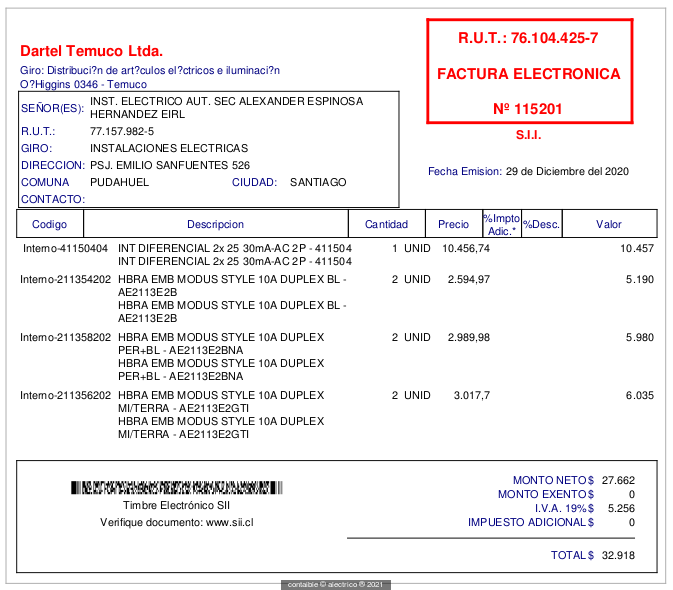 Dartel Temuco Ltda.
Giro: Distribuci?n de art?culos el?ctricos e iluminaci?n
O?Higgins 0346 - Temuco
R.U.T.: 76.104.425-7
FACTURA ELECTRONICA
Nº 115201
S.I.I.
SEÑOR(ES): INST. ELECTRICO AUT. SEC ALEXANDER ESPINOSA
HERNANDEZ EIRL
R.U.T.: 77.157.982-5
GIRO: INSTALACIONES ELECTRICAS
DIRECCION: PSJ. EMILIO SANFUENTES 526
COMUNA PUDAHUEL CIUDAD: SANTIAGO
CONTACTO:
Fecha Emision: 29 de Diciembre del 2020
Codigo Descripcion Cantidad Precio %Impto Adic.* %Desc. Valor
Interno-41150404 INT DIFERENCIAL 2x 25 30mA-AC 2P - 411504 1 UNID 10.456,74 10.457
INT DIFERENCIAL 2x 25 30mA-AC 2P - 411504
Interno-211354202 HBRA EMB MODUS STYLE 10A DUPLEX BL - 2 UNID 2.594,97 5.190
AE2113E2B
HBRA EMB MODUS STYLE 10A DUPLEX BL -
AE2113E2B
Interno-211358202 HBRA EMB MODUS STYLE 10A DUPLEX 2 UNID 2.989,98 5.980
PER+BL - AE2113E2BNA
HBRA EMB MODUS STYLE 10A DUPLEX
PER+BL - AE2113E2BNA
Interno-211356202 HBRA EMB MODUS STYLE 10A DUPLEX 2 UNID 3.017,7 6.035
MI/TERRA - AE2113E2GTI
HBRA EMB MODUS STYLE 10A DUPLEX
MI/TERRA - AE2113E2GTI
Timbre Electrónico SII
Verifique documento: www.sii.cl
MONTO NETO $ 27.662
MONTO EXENTO $ 0
I.V.A. 19% $ 5.256
IMPUESTO ADICIONAL $ 0
TOTAL $ 32.918
contaible © alectrico ® 2021